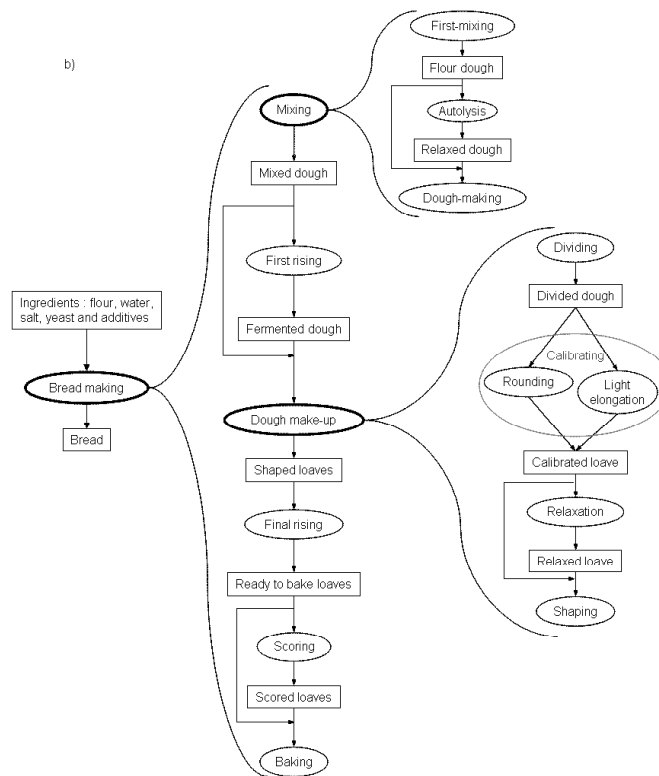 b)
Ingredients : flour, water,
salt, yeast and additives
Bread making
Bread
Mixing
Mixed dough
First rising
Fermented dough
Dough make-up
Shaped loaves
Final rising
Ready to bake loaves
Scoring
Scored loaves
Baking
First-mixing
Flour dough
Autolysis
Relaxed dough
Dough-making
Dividing
Divided dough
Calibrating
Rounding
Light
elongation
Calibrated loave
Relaxation
Relaxed loave
Shaping